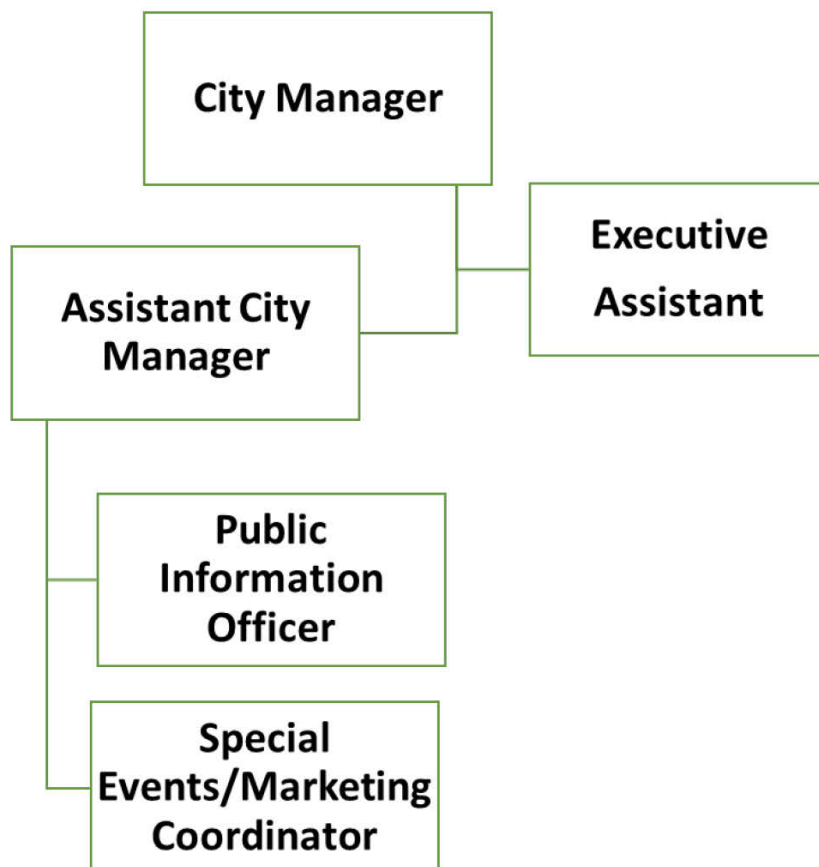 City Manager
Executive
Assistant
Assistant City
Manager
Public
Information
Officer
Special
Events/Marketing
Coordinator